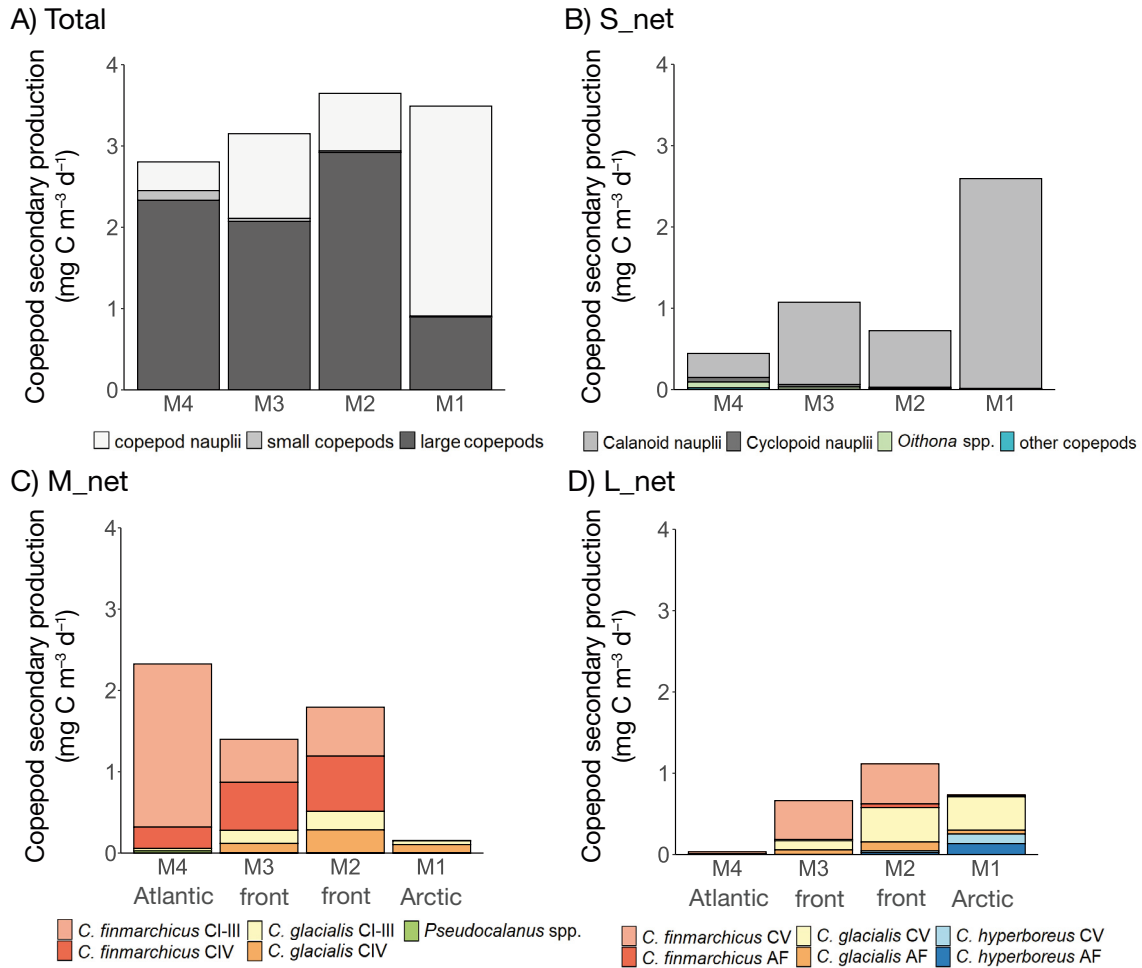 A) Total
Copepod secondary production
(mg C m⁻³ d⁻¹)
4
3
2
1
0
M4 M3 M2 M1
copepod nauplii small copepods large copepods
B) S_net
Copepod secondary production
(mg C m⁻³ d⁻¹)
4
3
2
1
0
M4 M3 M2 M1
Calanoid nauplii Cyclopoid nauplii Oithona spp. other copepods
C) M_net
Copepod secondary production
(mg C m⁻³ d⁻¹)
4
3
2
1
0
M4 M3 M2 M1
Atlantic front front Arctic
C. finmarchicus CI-III C. glacialis CI-III Pseudocalanus spp.
C. finmarchicus CIV C. glacialis CIV
D) L_net
Copepod secondary production
(mg C m⁻³ d⁻¹)
4
3
2
1
0
M4 M3 M2 M1
Atlantic front front Arctic
C. finmarchicus CV C. glacialis CV C. hyperboreus CV
C. finmarchicus AF C. glacialis AF C. hyperboreus AF